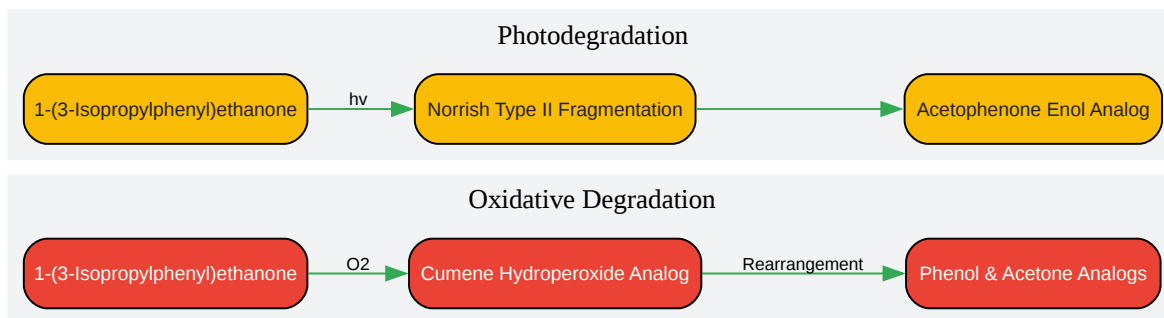 Photodegradation
1-(3-Isopropylphenyl)ethanone
hv
Norrish Type II Fragmentation
Acetophenone Enol Analog
Oxidative Degradation
1-(3-Isopropylphenyl)ethanone
O2
Cumene Hydroperoxide Analog
Rearrangement
Phenol & Acetone Analogs